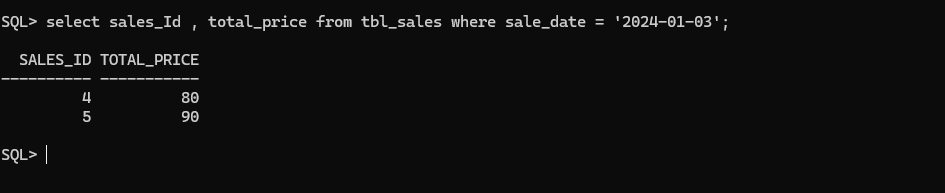 SQL> select sales_Id , total_price from tbl_sales where sale_date = '2024-01-03';
  SALES_ID TOTAL_PRICE
---------- -----------
         4          80
         5          90
SQL>